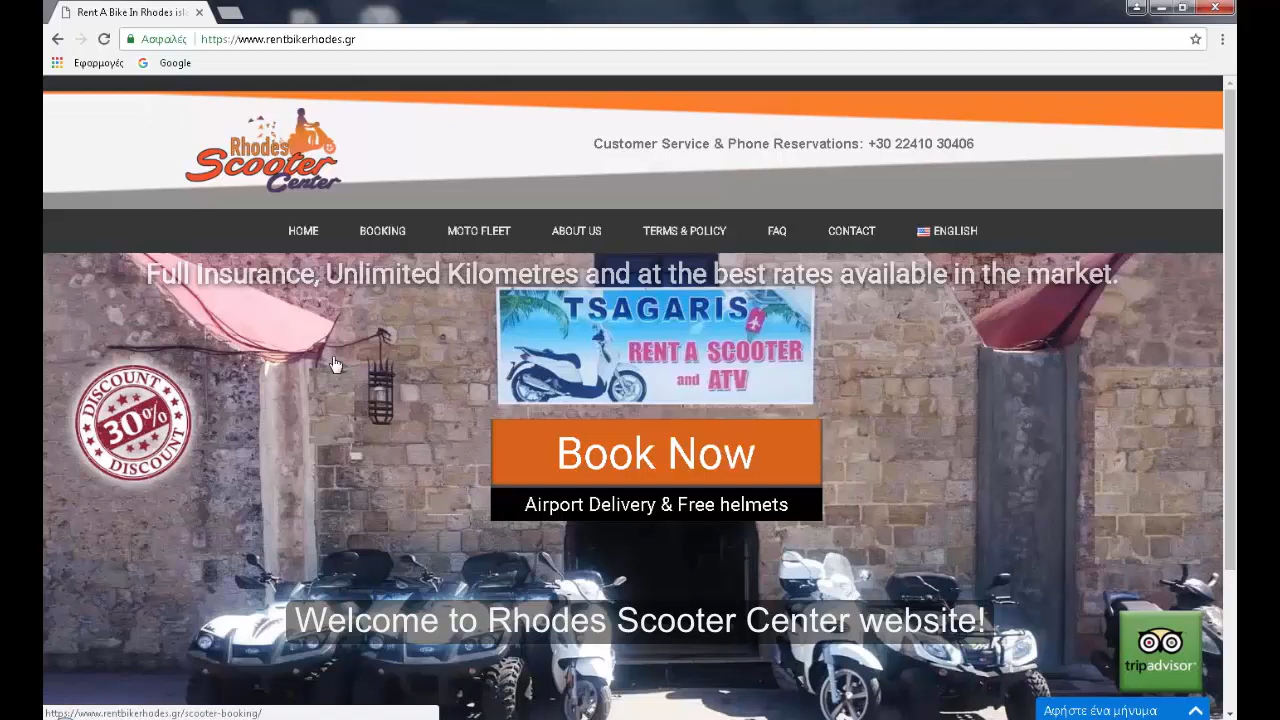 Rent A Bike In Rhodes isl
Ασφαλές https://www.rentbikerhodes.gr
Εφαρμογές Google
Rhodes
Scooter
Center
Customer Service & Phone Reservations: +30 22410 30406
HOME BOOKING MOTO FLEET ABOUT US TERMS & POLICY FAQ CONTACT ENGLISH
Full Insurance, Unlimited Kilometres and at the best rates available in the market.
TSAGARIS
RENT A SCOOTER
and ATV
DISCOUNT
30%
DISCOUNT
Book Now
Airport Delivery & Free helmets
Welcome to Rhodes Scooter Center website!
tripadvisor
Αφήστε ένα μήνυμα
https://www.rentbikerhodes.gr/scooter-booking/